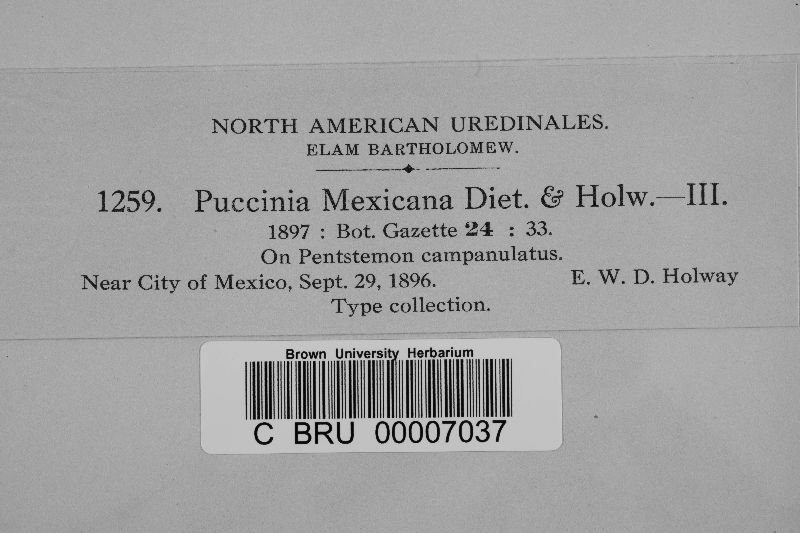 NORTH AMERICAN UREDINALES.
ELAM BARTHOLOMEW.
1259. Puccinia Mexicana Diet. & Holw.—III.
1897 : Bot. Gazette 24 : 33.
On Pentstemon campanulatus.
Near City of Mexico, Sept. 29, 1896. E. W. D. Holway
Type collection.
Brown University Herbarium
C BRU 00007037